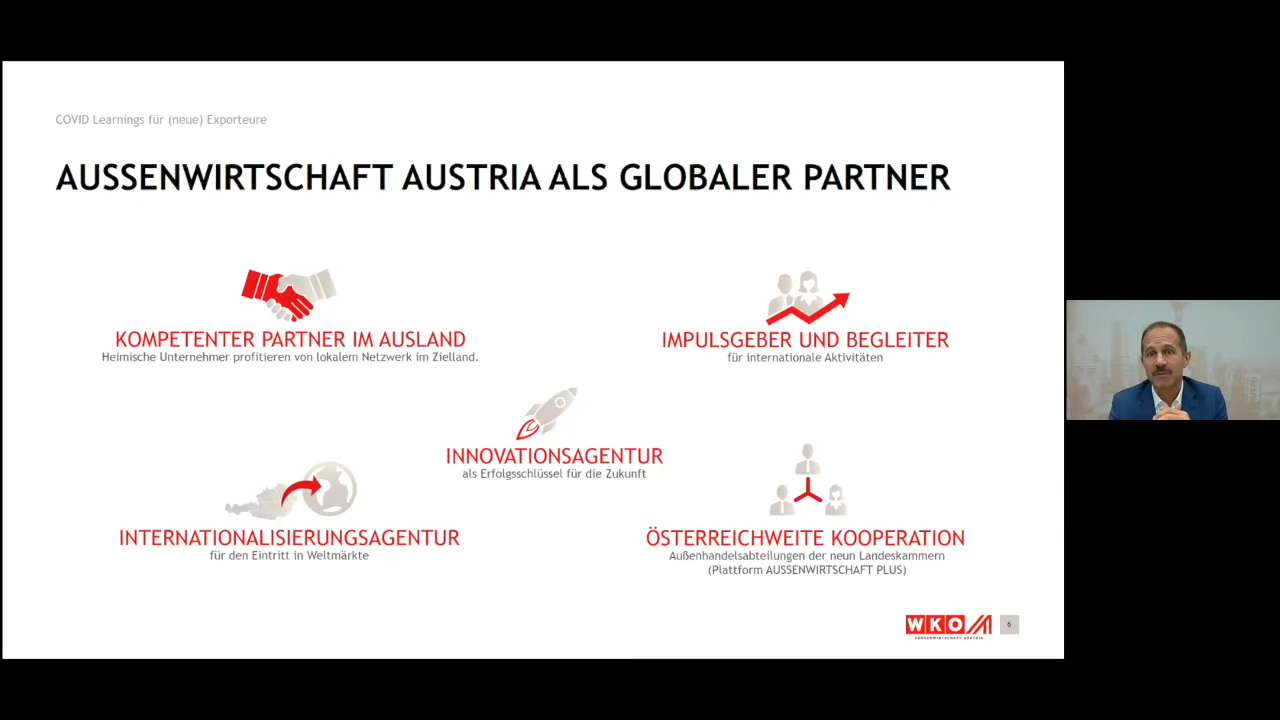 COVID Learnings für (neue) Exporteure
AUSSENWIRTSCHAFT AUSTRIA ALS GLOBALER PARTNER
KOMPETENTER PARTNER IM AUSLAND
Heimische Unternehmer profitieren von lokalem Netzwerk im Zielland.
IMPULSGEBER UND BEGLEITER
für internationale Aktivitäten
INNOVATIONSAGENTUR
als Erfolgsschlüssel für die Zukunft
INTERNATIONALISIERUNGSAGENTUR
für den Eintritt in Weltmärkte
ÖSTERREICHWEITE KOOPERATION
Außenhandelsabteilungen der neun Landeskammern
(Plattform AUSSENWIRTSCHAFT PLUS)
WKO
AUSSENWIRTSCHAFT AUSTRIA
6